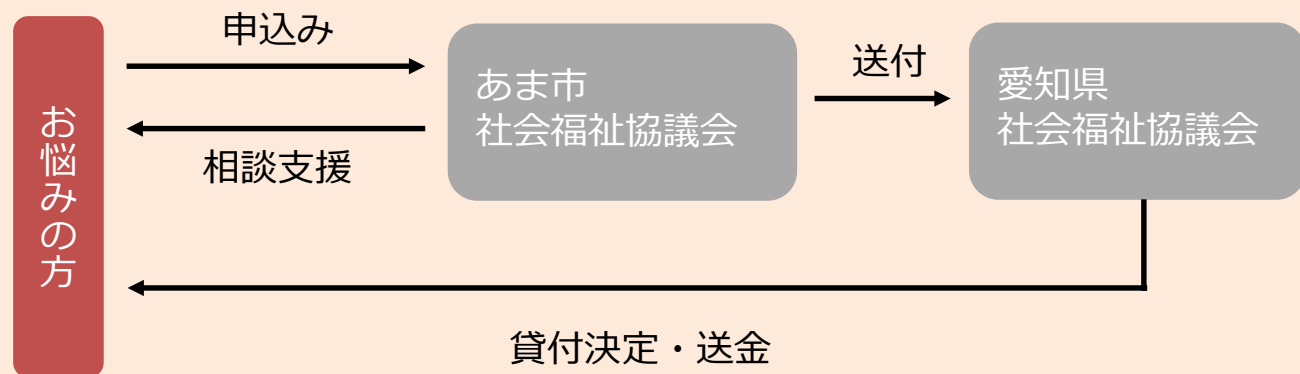 お悩みの方
申込み
相談支援
あま市
社会福祉協議会
送付
愛知県
社会福祉協議会
貸付決定・送金